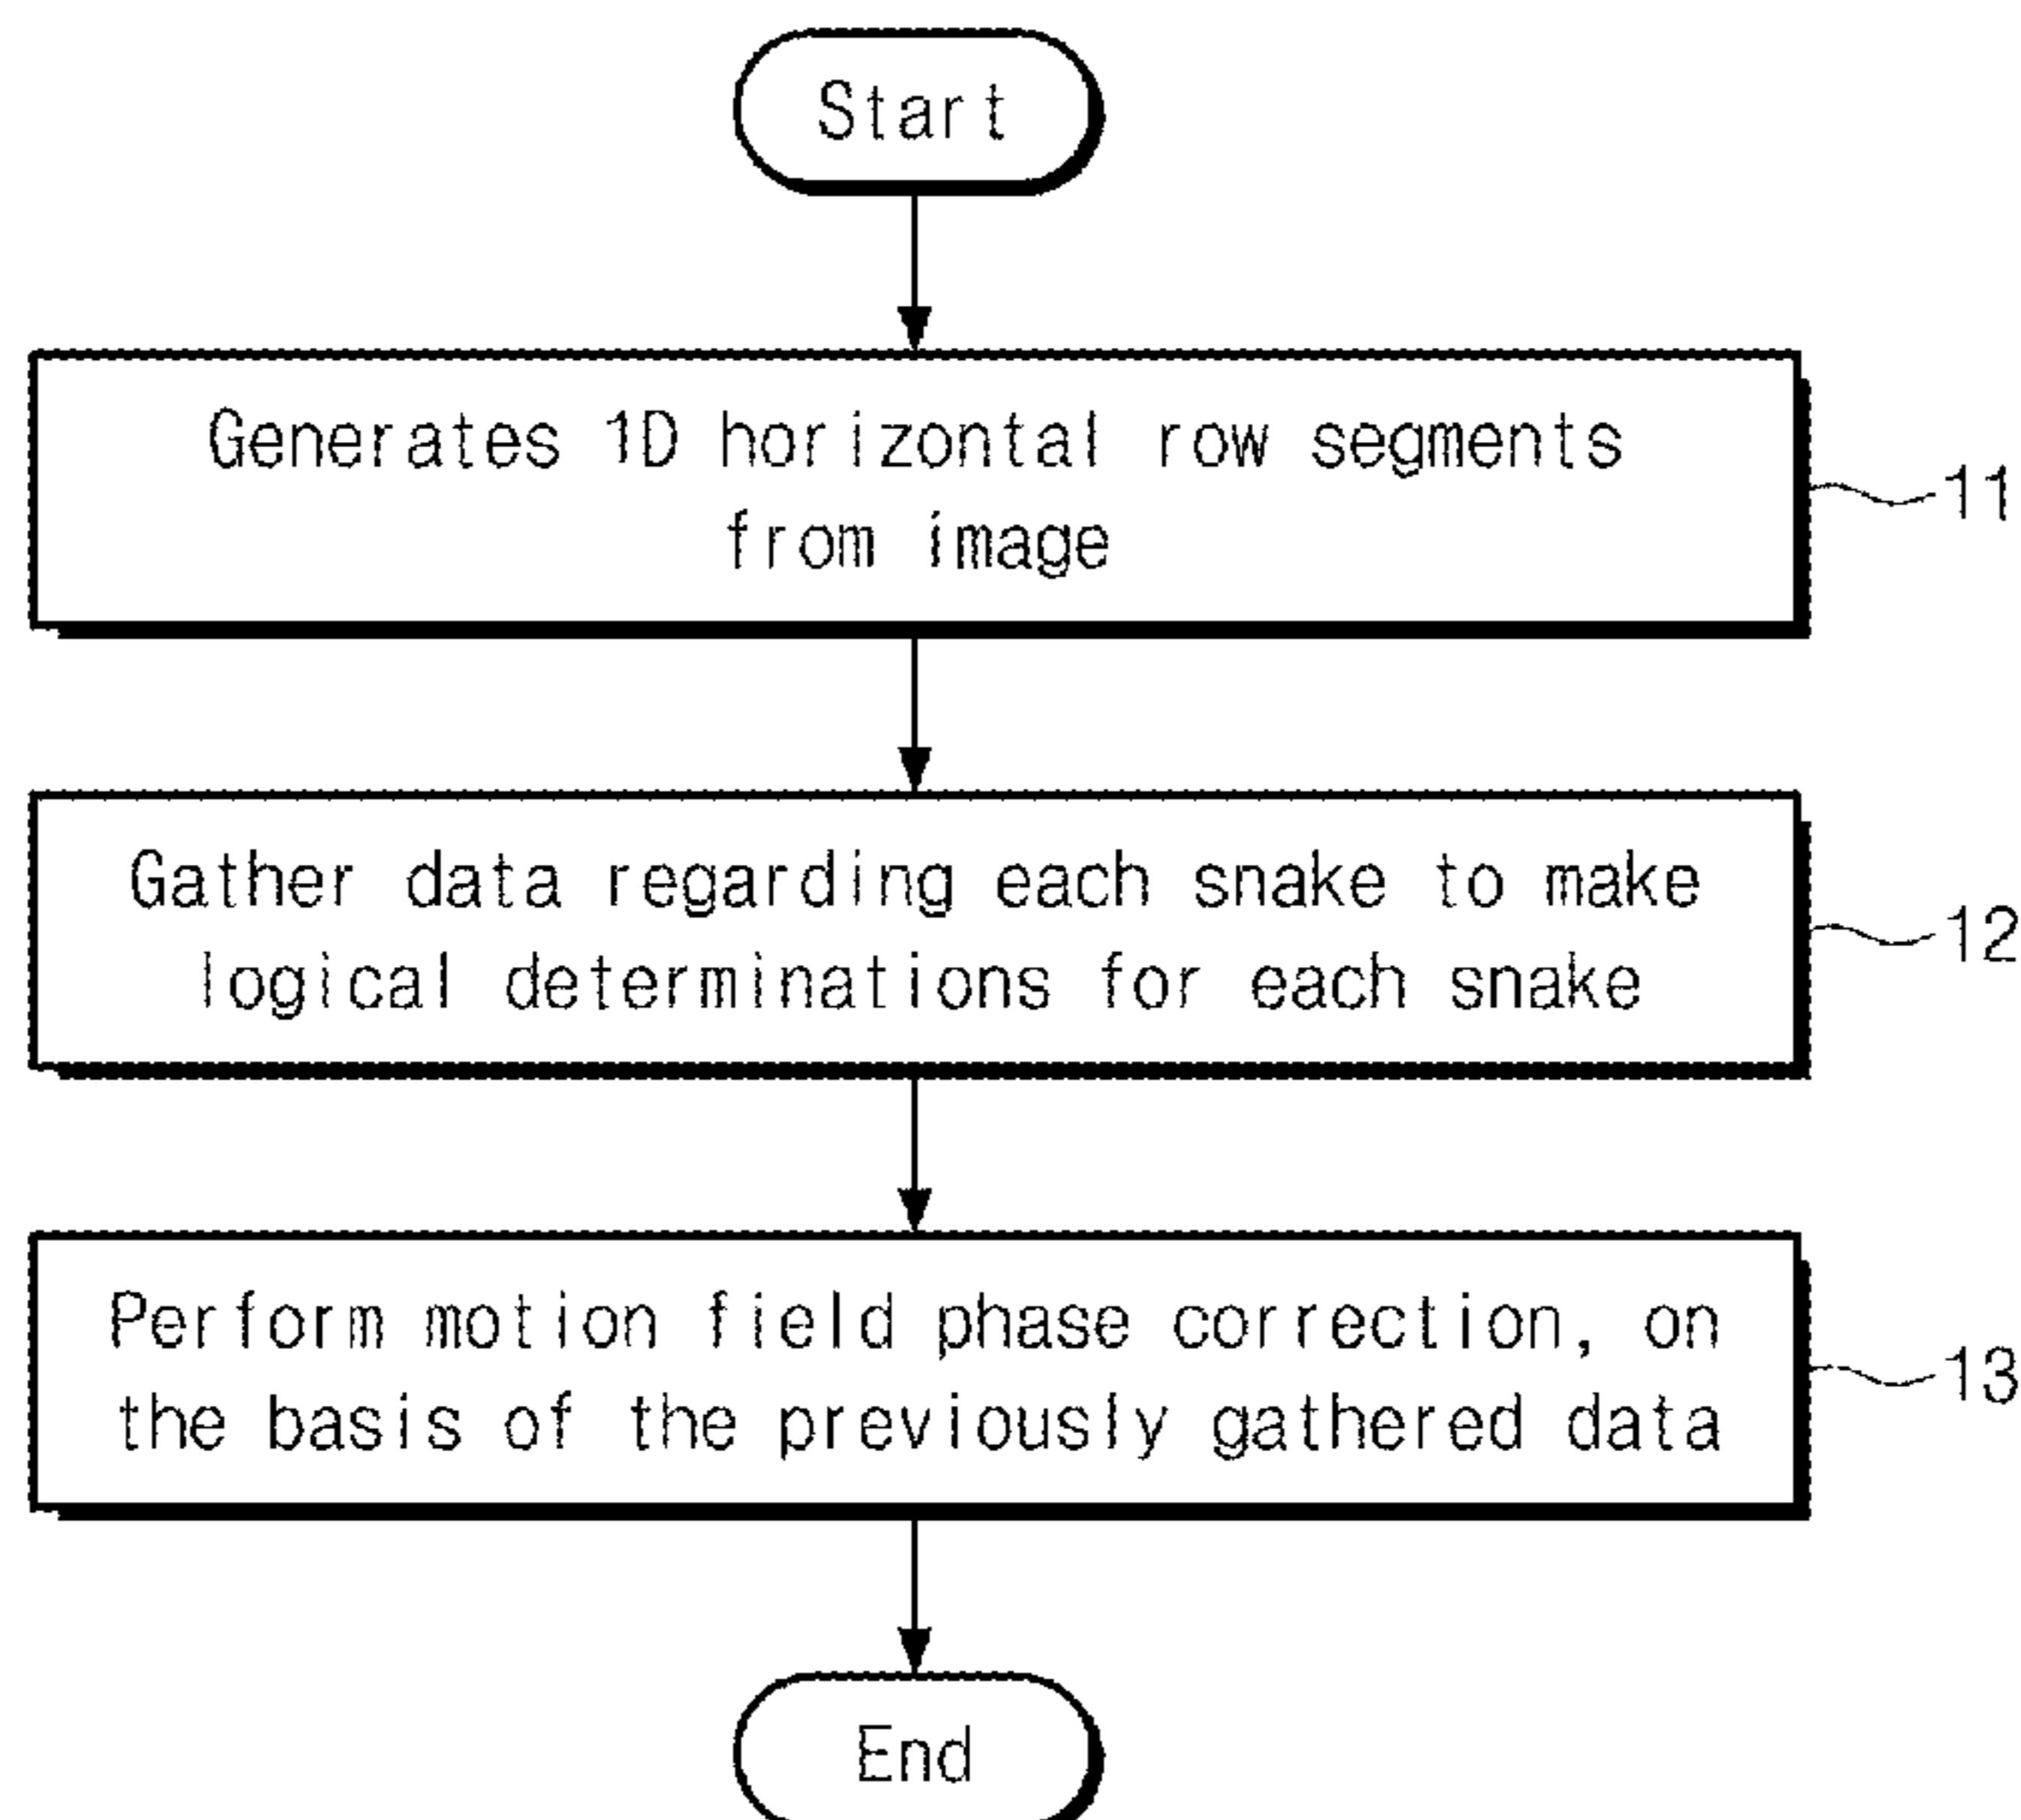 Start
Generates 1D horizontal row segments
from image
11
Gather data regarding each snake to make
logical determinations for each snake
12
Perform motion field phase correction, on
the basis of the previously gathered data
13
End